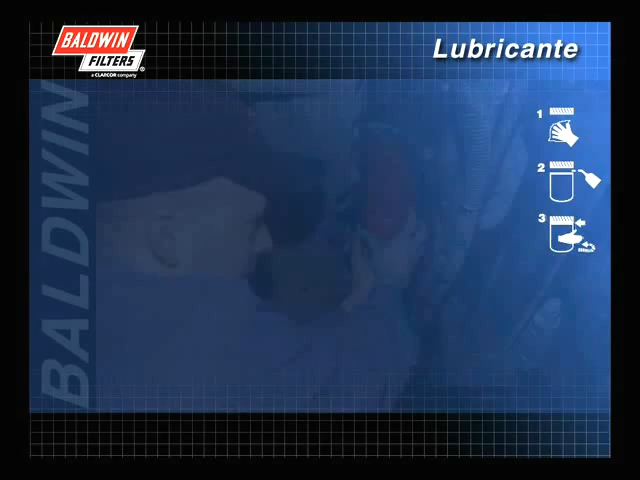 BALDWIN
FILTERS®
a CLARCOR company
Lubricante
BALDWIN
1
2
3